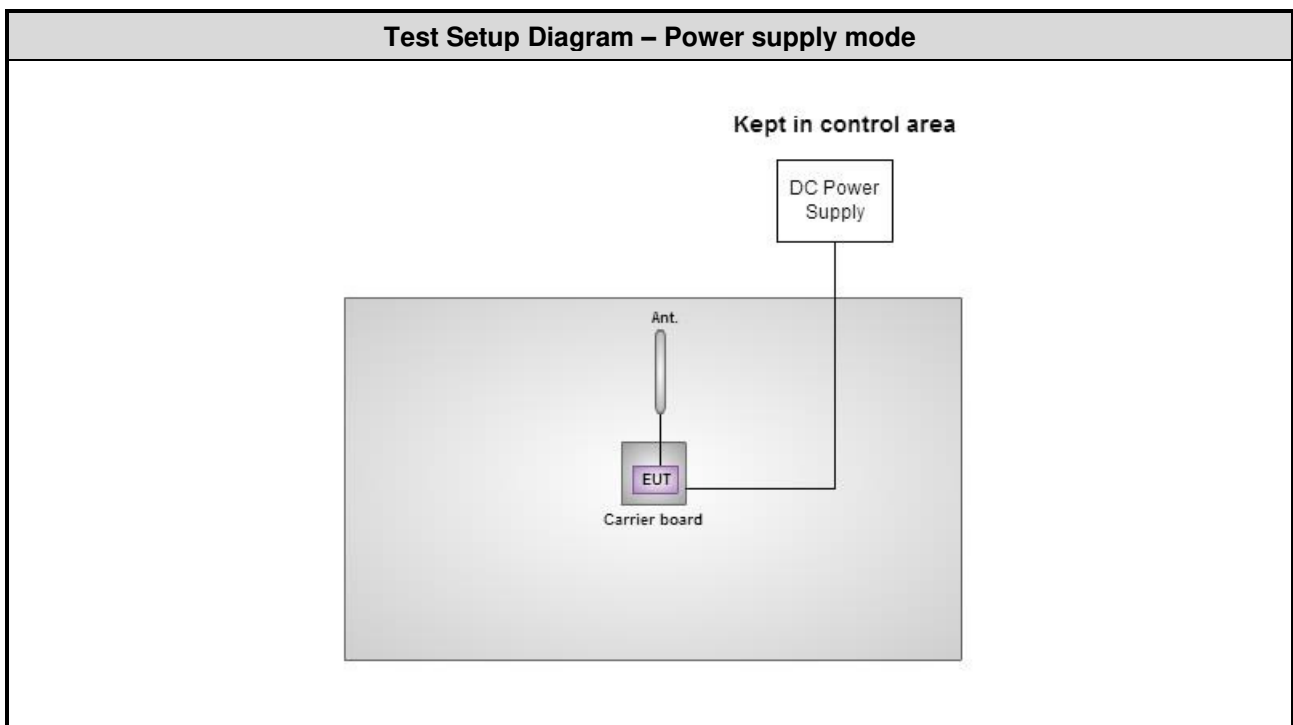 Test Setup Diagram – Power supply mode
Kept in control area
DC Power
Supply
Ant.
EUT
Carrier board